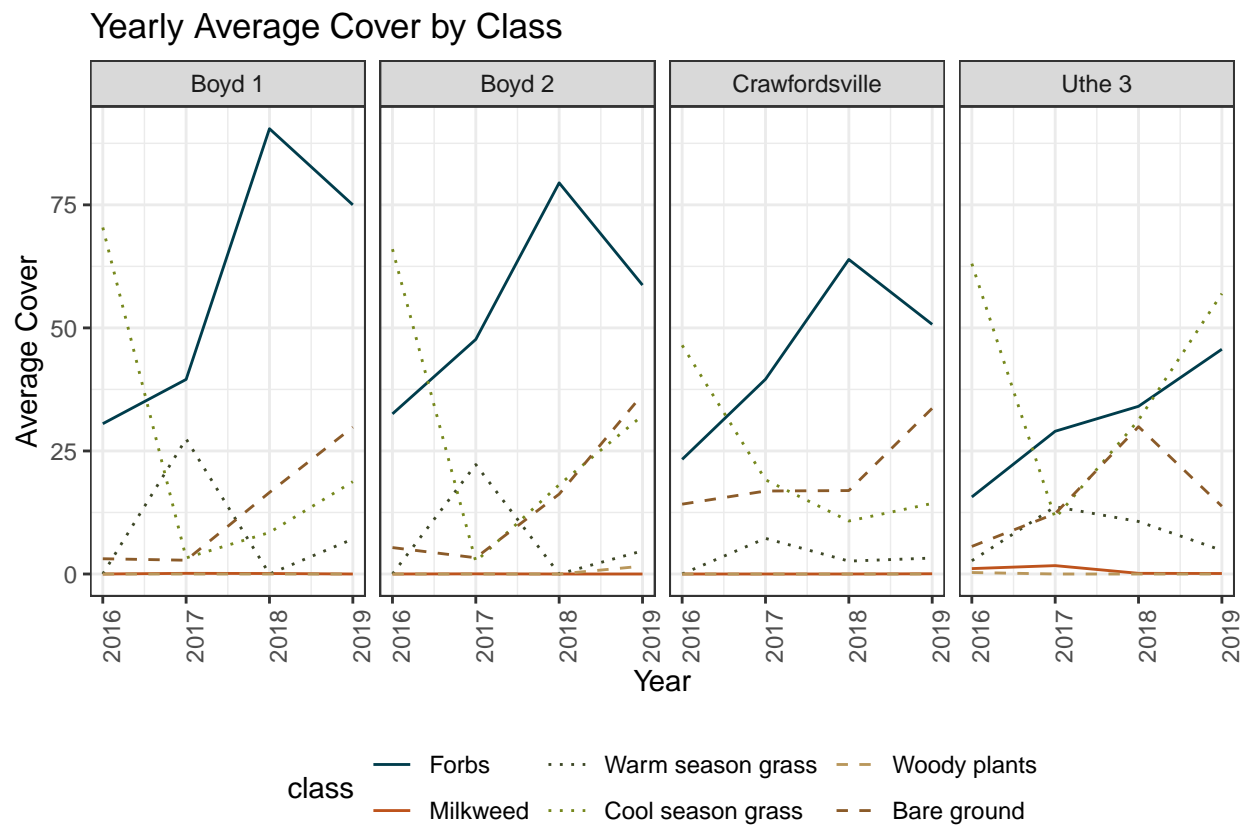 Yearly Average Cover by Class
Boyd 1 Boyd 2 Crawfordsville Uthe 3
Average Cover
75
50
25
0
2016 2017 2018 2019 2016 2017 2018 2019 2016 2017 2018 2019 2016 2017 2018 2019
Year
class
Forbs Warm season grass Woody plants
Milkweed Cool season grass Bare ground